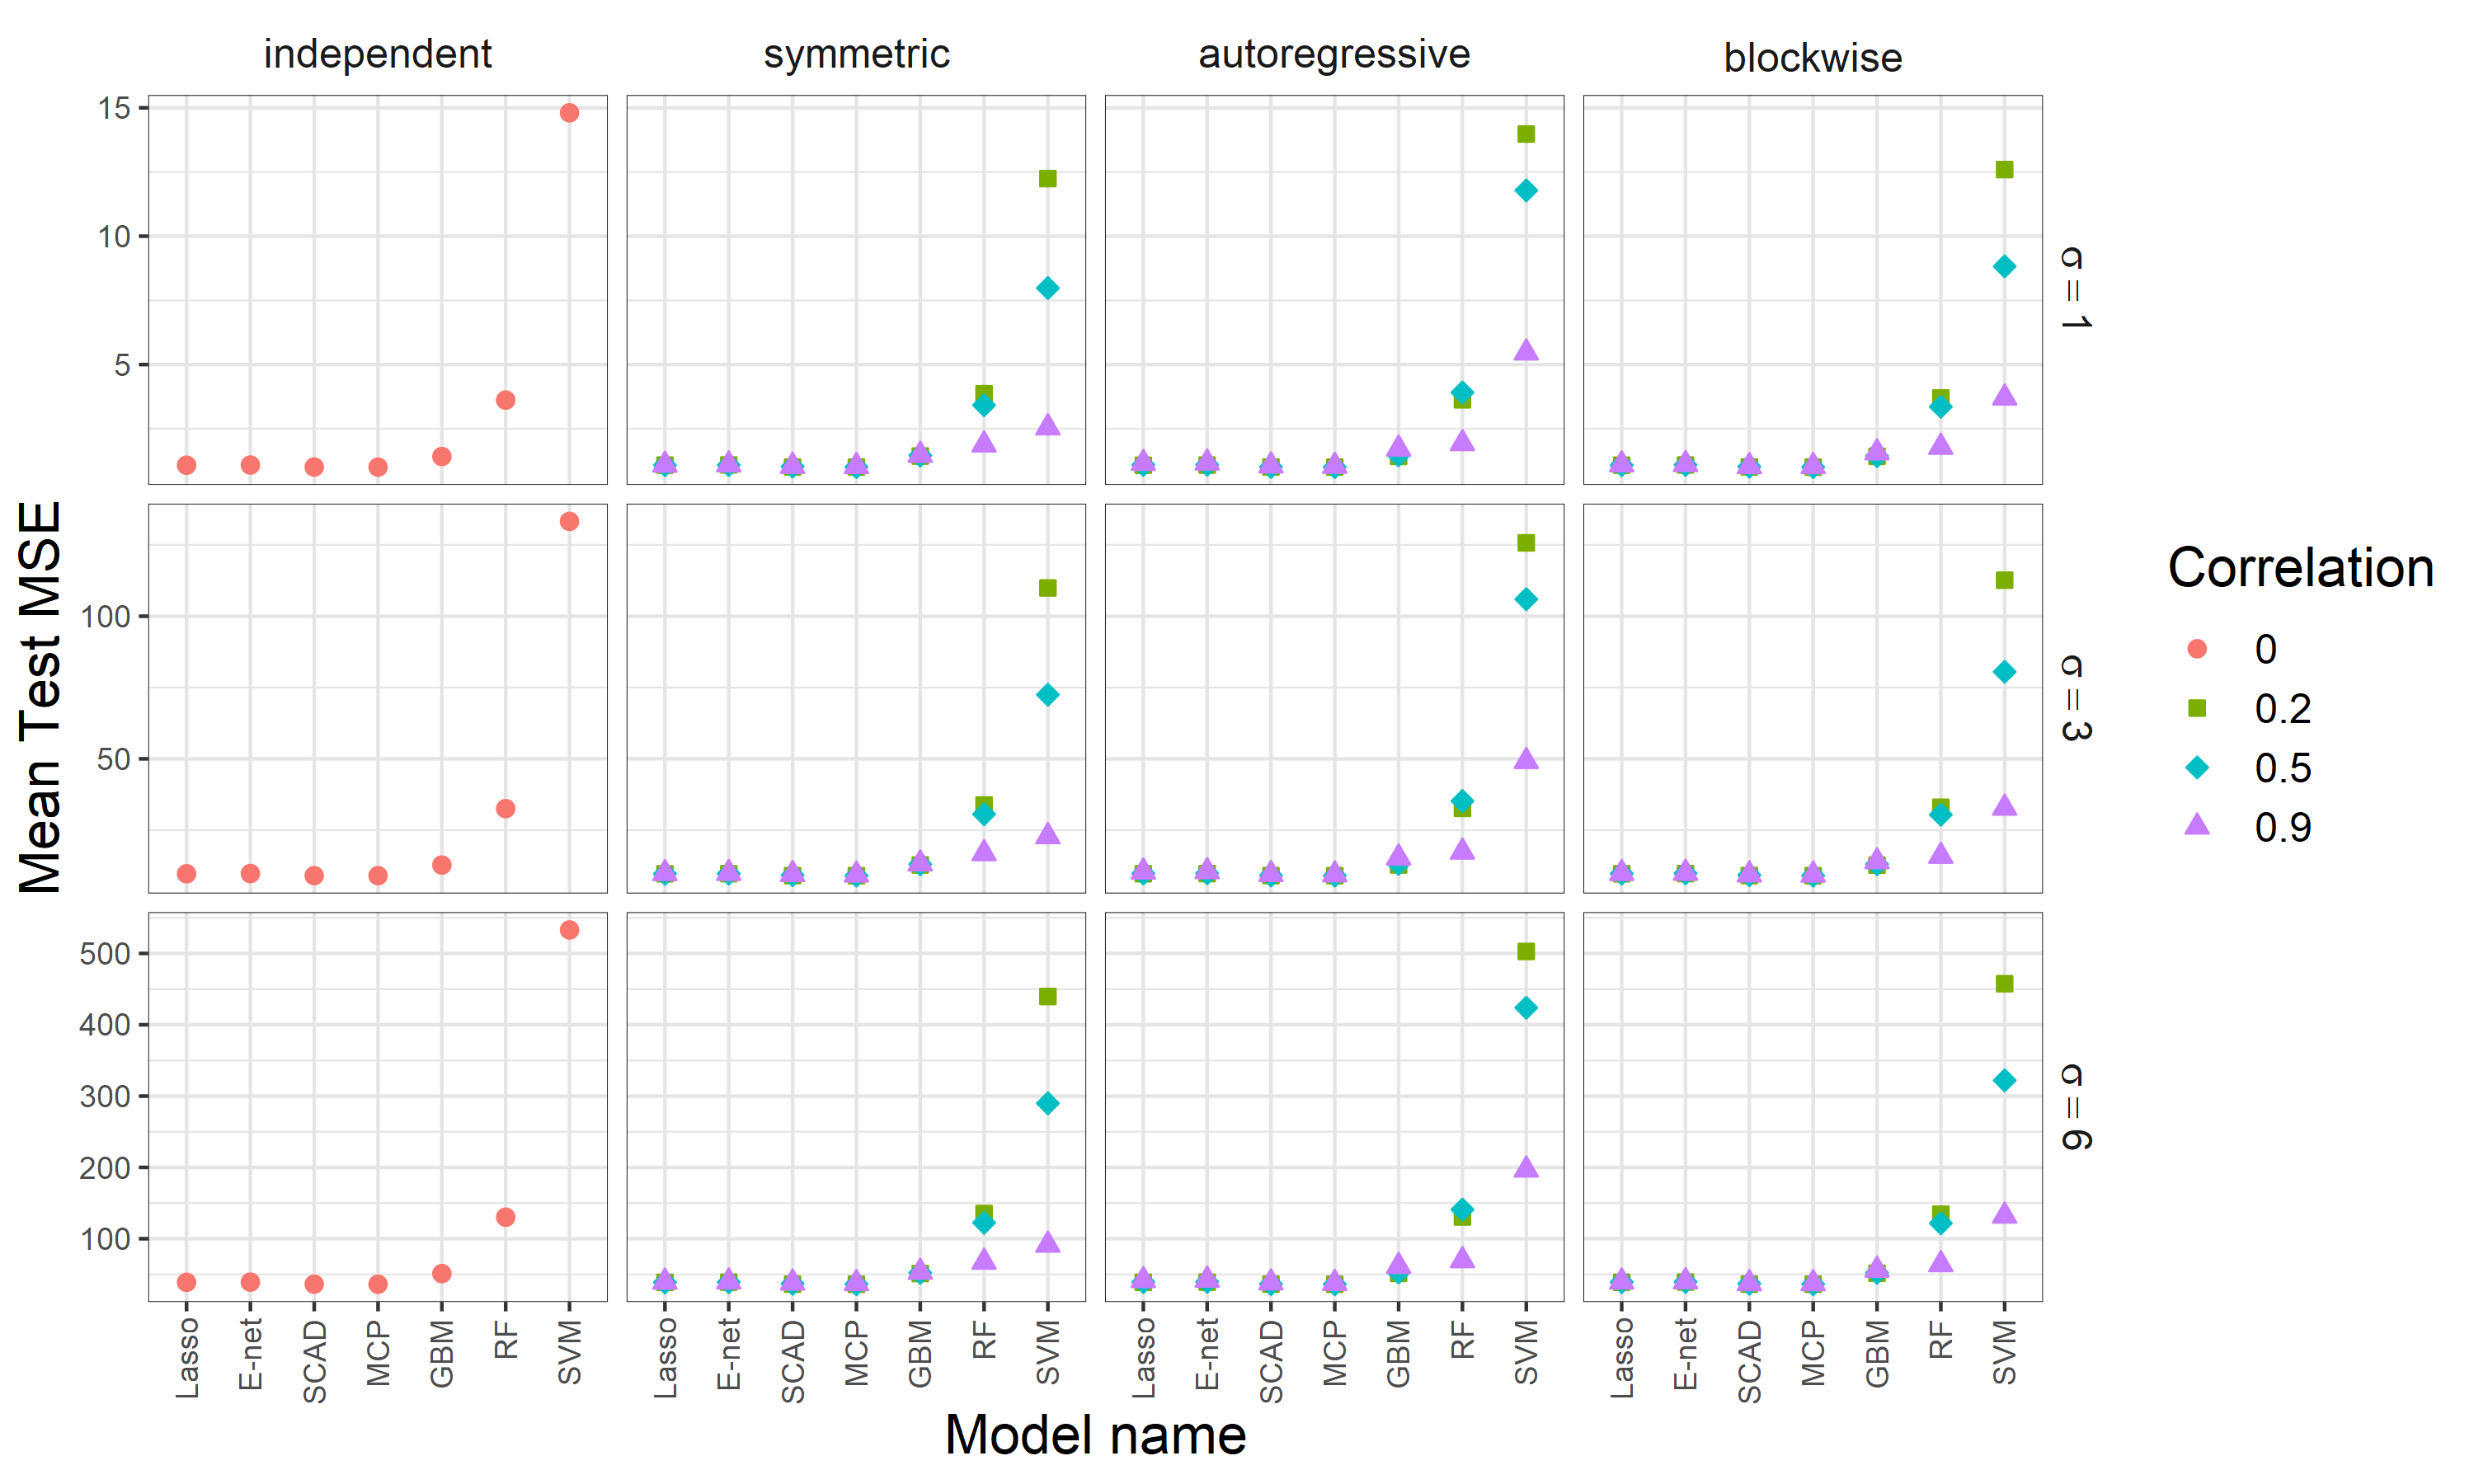 independent symmetric autoregressive blockwise
15
10
5
σ = 1
100
50
σ = 3
500
400
300
200
100
σ = 6
Mean Test MSE
Lasso E-net SCAD MCP GBM RF SVM
Lasso E-net SCAD MCP GBM RF SVM
Lasso E-net SCAD MCP GBM RF SVM
Lasso E-net SCAD MCP GBM RF SVM
Model name
Correlation
0
0.2
0.5
0.9